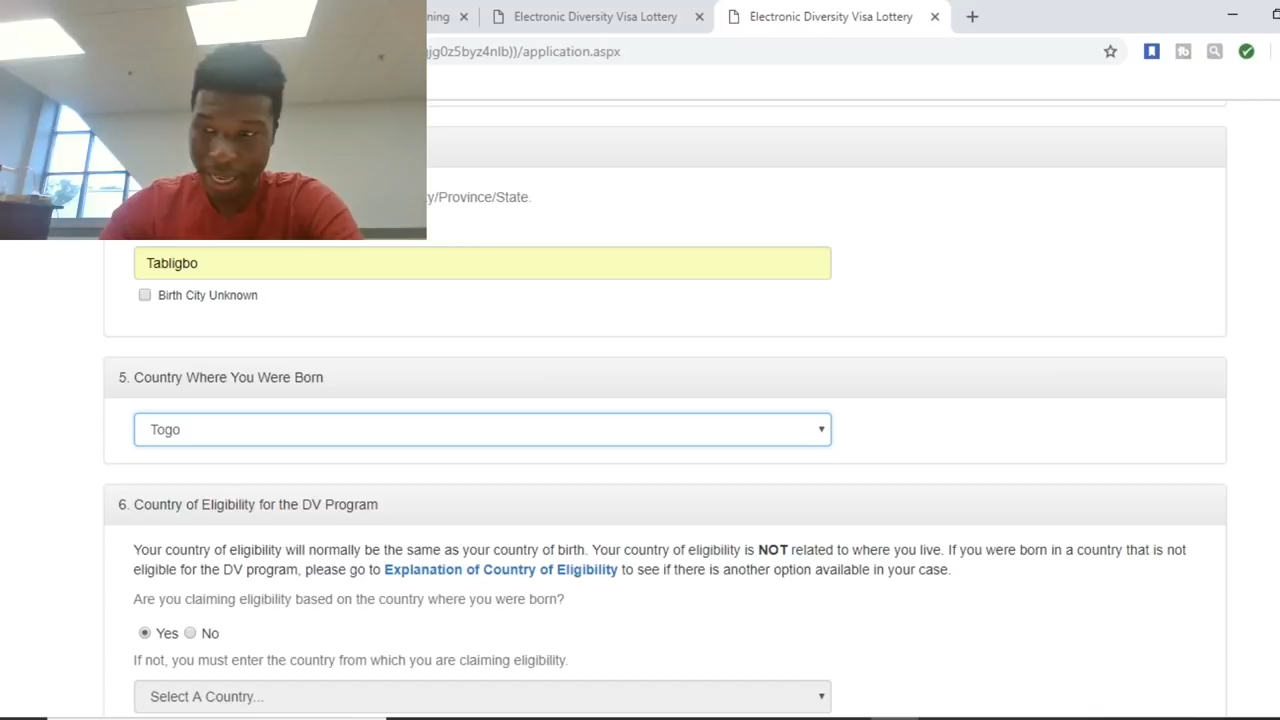 ning
Electronic Diversity Visa Lottery
Electronic Diversity Visa Lottery
jg0z5byz4nlb))/application.aspx
y/Province/State.
Tabligbo
Birth City Unknown
5. Country Where You Were Born
Togo
6. Country of Eligibility for the DV Program
Your country of eligibility will normally be the same as your country of birth. Your country of eligibility is NOT related to where you live. If you were born in a country that is not
eligible for the DV program, please go to Explanation of Country of Eligibility to see if there is another option available in your case.
Are you claiming eligibility based on the country where you were born?
Yes No
If not, you must enter the country from which you are claiming eligibility.
Select A Country...